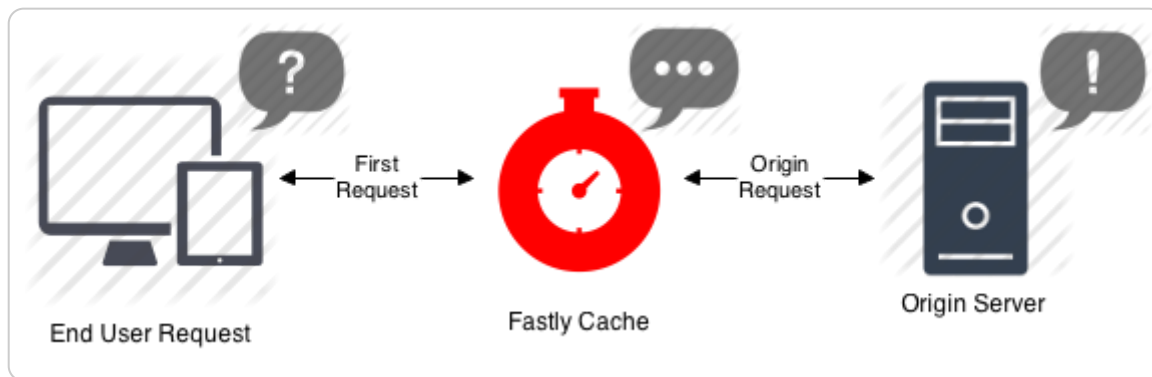 ?
!
First
Request
Origin
Request
End User Request
Fastly Cache
Origin Server